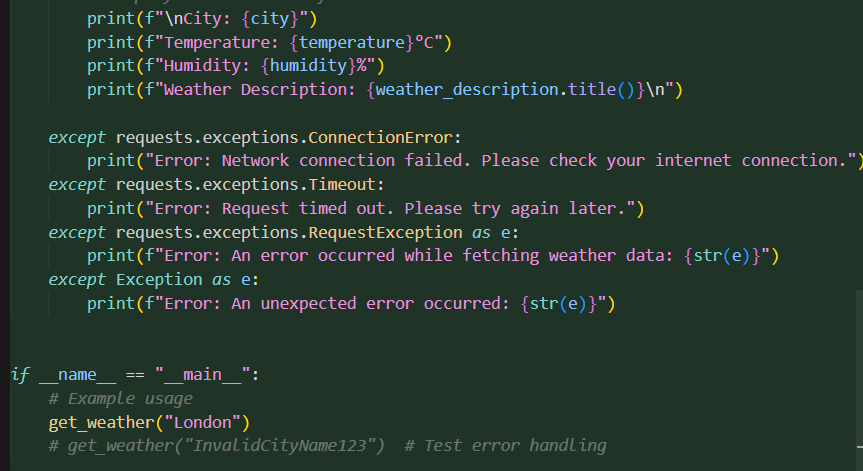 print(f"\nCity: {city}")
print(f"Temperature: {temperature}°C")
print(f"Humidity: {humidity}%")
print(f"Weather Description: {weather_description.title()}\n")
except requests.exceptions.ConnectionError:
print("Error: Network connection failed. Please check your internet connection.")
except requests.exceptions.Timeout:
print("Error: Request timed out. Please try again later.")
except requests.exceptions.RequestException as e:
print(f"Error: An error occurred while fetching weather data: {str(e)}")
except Exception as e:
print(f"Error: An unexpected error occurred: {str(e)}")
if __name__ == "__main__":
# Example usage
get_weather("London")
# get_weather("InvalidCityName123")  # Test error handling